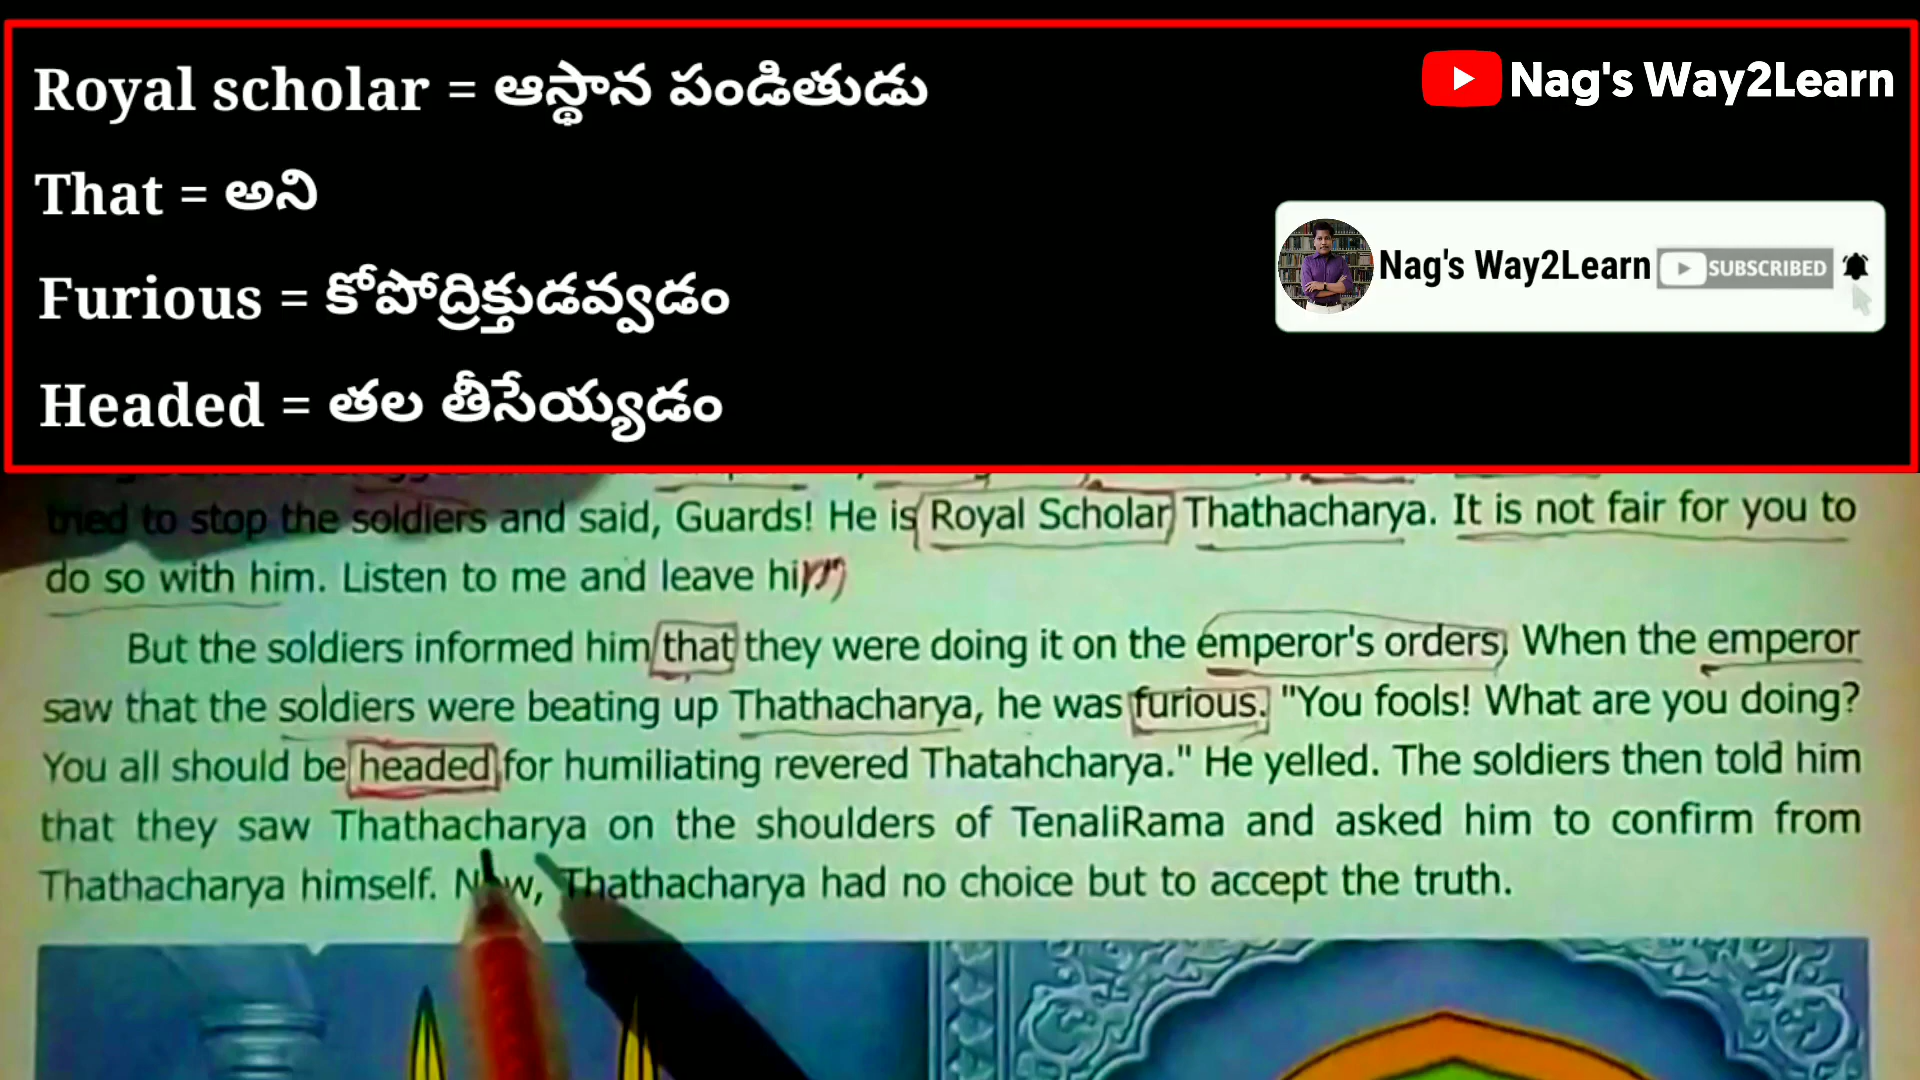 Royal scholar = ఆస్థాన పండితుడు
Nag's Way2Learn
That = అని
Nag's Way2Learn SUBSCRIBED
Furious = కోపోద్రిక్తుడవ్వడం
Headed = తల తీసేయ్యడం
tried to stop the soldiers and said, Guards! He is Royal Scholar Thathacharya. It is not fair for you to
do so with him. Listen to me and leave him
But the soldiers informed him that they were doing it on the emperor's orders. When the emperor
saw that the soldiers were beating up Thathacharya, he was furious. "You fools! What are you doing?
You all should be headed for humiliating revered Thatahcharya." He yelled. The soldiers then told him
that they saw Thathacharya on the shoulders of TenaliRama and asked him to confirm from
Thathacharya himself. Now, Thathacharya had no choice but to accept the truth.